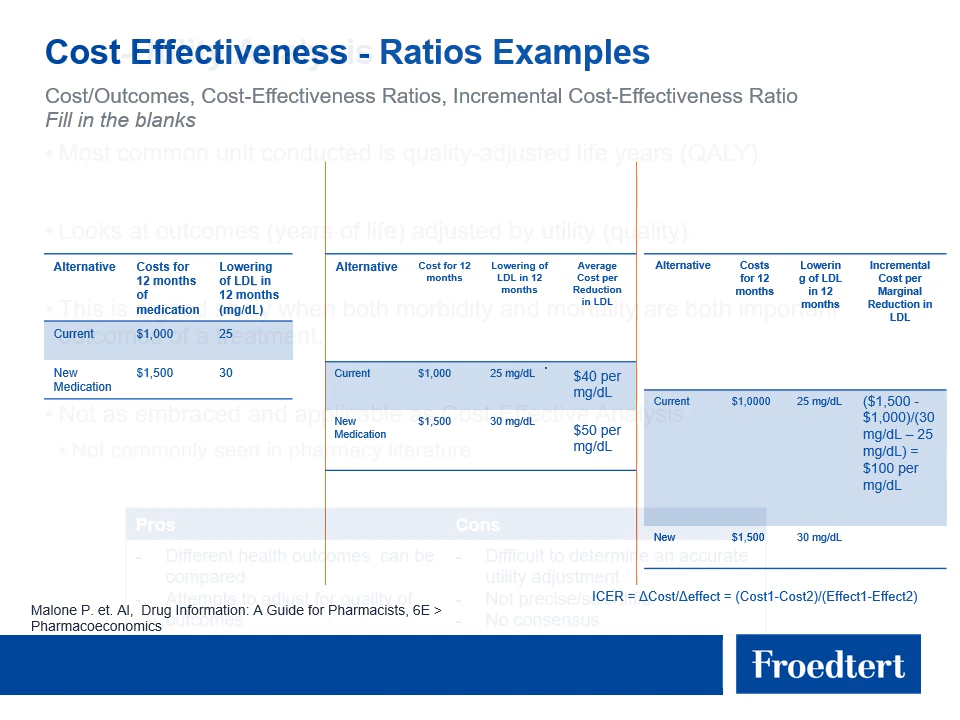 Cost Effectiveness - Ratios Examples
Cost/Outcomes, Cost-Effectiveness Ratios, Incremental Cost-Effectiveness Ratio
Fill in the blanks
• Most common unit conducted is quality-adjusted life years (QALY)
• Looks at outcomes (years of life) adjusted by utility (quality).
Alternative
Costs for
12 months
of
medication
Lowering
of LDL in
12 months
(mg/dL)
Current
$1,000
25
New
Medication
$1,500
30
Alternative
Cost for 12
months
Lowering of
LDL in 12
months
Average
Cost per
Reduction
in LDL
Current
$1,000
25 mg/dL
$40 per
mg/dL
New
Medication
$1,500
30 mg/dL
$50 per
mg/dL
Alternative
Costs
for 12
months
Lowerin
g of LDL
in 12
months
Incremental
Cost per
Marginal
Reduction in
LDL
Current
$1,0000
25 mg/dL
($1,500 -
$1,000)/(30
mg/dL – 25
mg/dL) =
$100 per
mg/dL
New
$1,500
30 mg/dL
• This is when both morbidity and mortality are both important
outcomes of a treatment.
• Not as embraced and applicable as Cost-Effective Analysis
• Not commonly seen in pharmacy literature
Pros
Cons
- Different health outcomes can be
compared
- Attempts to adjust for quality of
outcomes
- Difficult to determine an accurate
utility adjustment
- Not
- No consensus
ICER = ΔCost/Δeffect = (Cost1-Cost2)/(Effect1-Effect2)
Malone P. et. Al, Drug Information: A Guide for Pharmacists, 6E >
Pharmacoeconomics
Froedtert